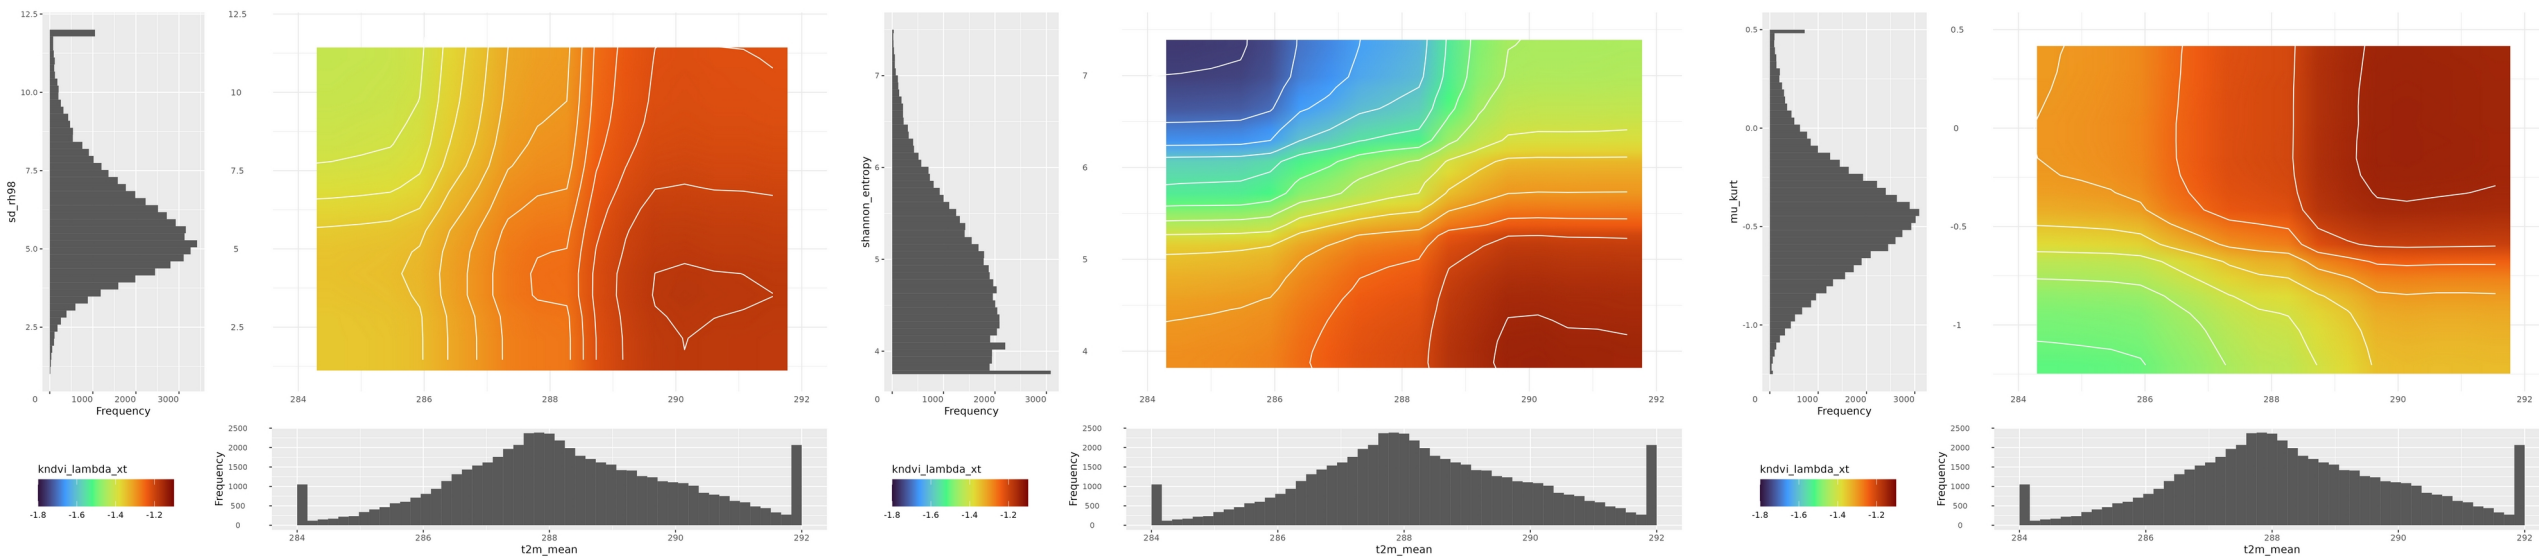 12.5
10.0
7.5
5.0
2.5
sd_rh98
0 1000 2000 3000
Frequency
12.5
10
7.5
5
2.5
284 286 288 290 292
kndvi_lambda_xt
-1.8 -1.6 -1.4 -1.2
2500
2000
1500
1000
500
0
Frequency
284 286 288 290 292
t2m_mean
7
6
5
4
shannon_entropy
0 1000 2000 3000
Frequency
7
6
5
4
284 286 288 290 292
kndvi_lambda_xt
-1.8 -1.6 -1.4 -1.2
2500
2000
1500
1000
500
0
Frequency
284 286 288 290 292
t2m_mean
0.5
0.0
-0.5
-1.0
mu_kurt
0 1000 2000 3000
Frequency
0.5
0
-0.5
-1
284 286 288 290 292
kndvi_lambda_xt
-1.8 -1.6 -1.4 -1.2
2500
2000
1500
1000
500
0
Frequency
284 286 288 290 292
t2m_mean